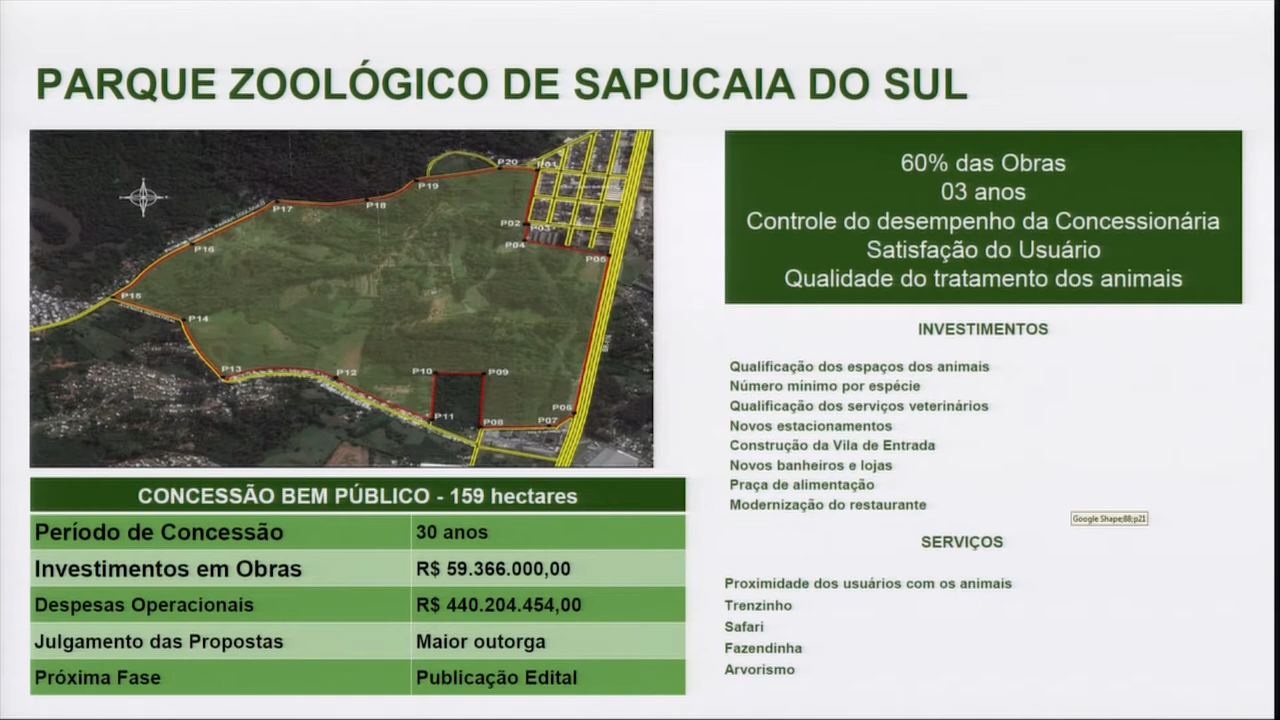 PARQUE ZOOLÓGICO DE SAPUCAIA DO SUL
P20
P01
P19
P17
P18
P02
P03
P04
P05
P16
P15
P14
P13
P12
P10
P09
P11
P08
P07
P06
60% das Obras
03 anos
Controle do desempenho da Concessionária
Satisfação do Usuário
Qualidade do tratamento dos animais
INVESTIMENTOS
Qualificação dos espaços dos animais
Número mínimo por espécie
Qualificação dos serviços veterinários
Novos estacionamentos
Construção da Vila de Entrada
Novos banheiros e lojas
Praça de alimentação
Modernização do restaurante
Google Shape;88;p21
SERVIÇOS
Proximidade dos usuários com os animais
Trenzinho
Safari
Fazendinha
Arvorismo
CONCESSÃO BEM PÚBLICO - 159 hectares
Período de Concessão 30 anos
Investimentos em Obras R$ 59.366.000,00
Despesas Operacionais R$ 440.204.454,00
Julgamento das Propostas Maior outorga
Próxima Fase Publicação Edital